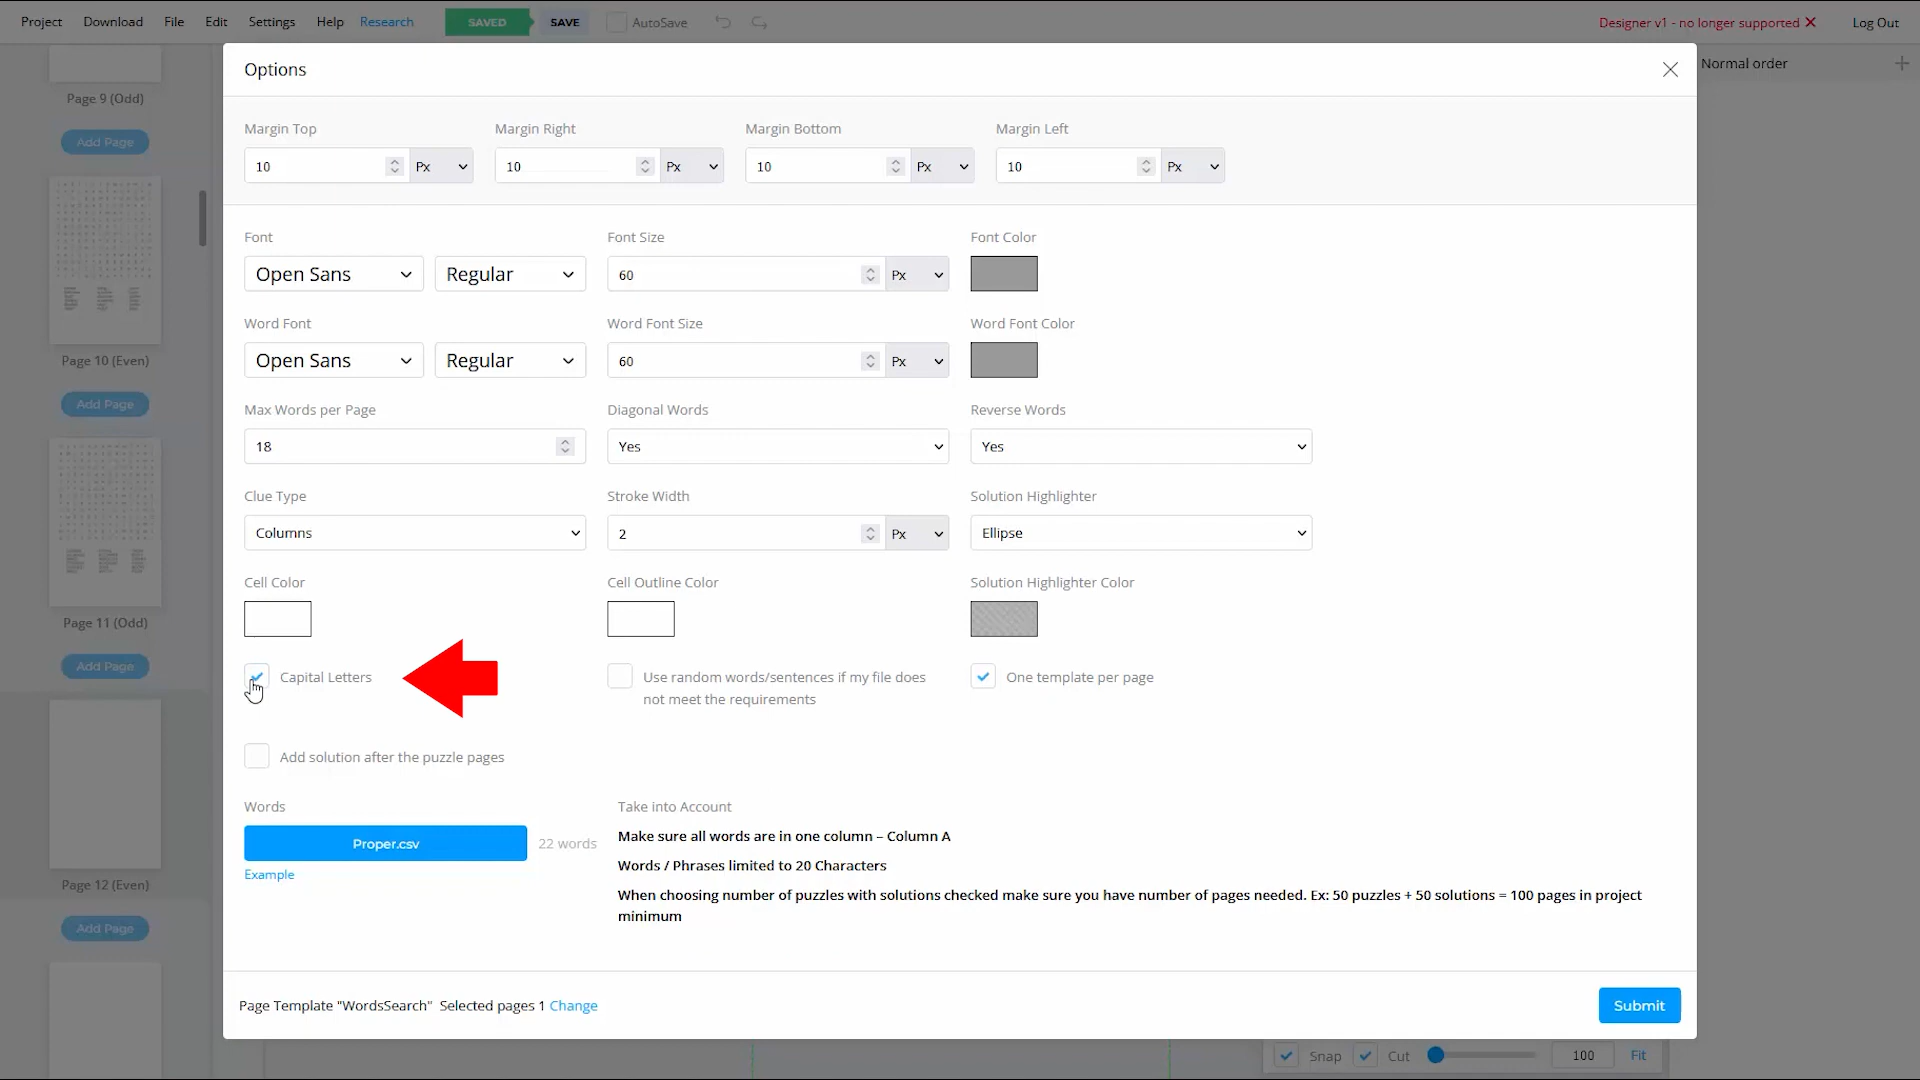 Project Download File Edit Settings Help Research SAVED SAVE AutoSave Designer v1 - no longer supported Log Out
Page 9 (Odd)
Add Page
Page 10 (Even)
Add Page
Page 11 (Odd)
Add Page
Page 12 (Even)
Add Page
Normal order
Options
Margin Top Margin Right Margin Bottom Margin Left
10 Px 10 Px 10 Px 10 Px
Font Font Size Font Color
Open Sans Regular 60 Px
Word Font Word Font Size Word Font Color
Open Sans Regular 60 Px
Max Words per Page Diagonal Words Reverse Words
18 Yes Yes
Clue Type Stroke Width Solution Highlighter
Columns 2 Px Ellipse
Cell Color Cell Outline Color Solution Highlighter Color
Capital Letters Use random words/sentences if my file does One template per page
not meet the requirements
Add solution after the puzzle pages
Words Take into Account
Proper.csv 22 words Make sure all words are in one column – Column A
Words / Phrases limited to 20 Characters
Example
When choosing number of puzzles with solutions checked make sure you have number of pages needed. Ex: 50 puzzles + 50 solutions = 100 pages in project
minimum
Page Template "WordsSearch" Selected pages 1 Change Submit
Snap Cut 100 Fit